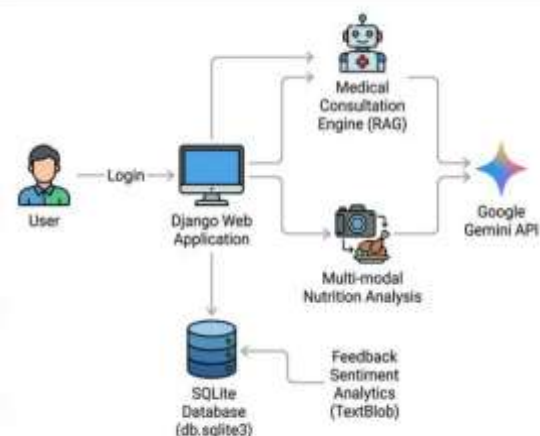 Medical
Consultation
Engine (RAG)
Login
User
Django Web
Application
Google
Gemini API
Multi-modal
Nutrition Analysis
SQLite
Database
(db.sqlite3)
Feedback
Sentiment
Analytics
(TextBlob)